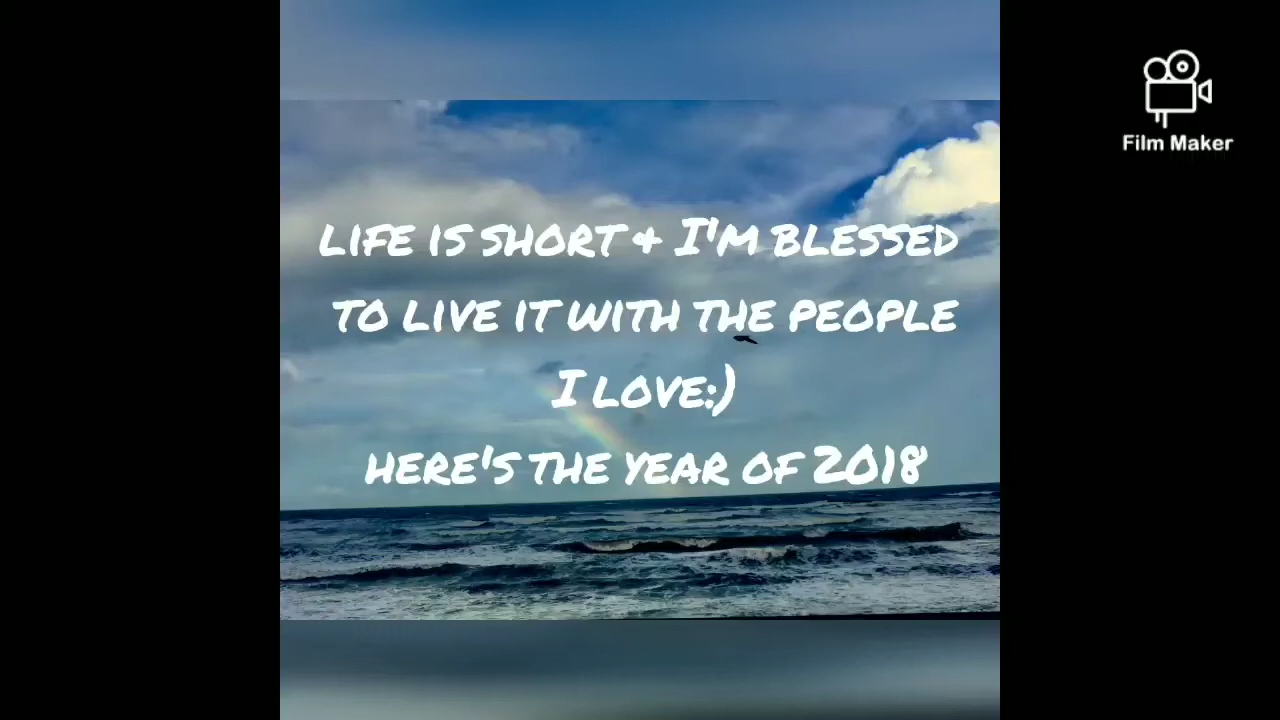 LIFE IS SHORT & I'M BLESSED
TO LIVE IT WITH THE PEOPLE
I LOVE:)
HERE'S THE YEAR OF 2018
Film Maker